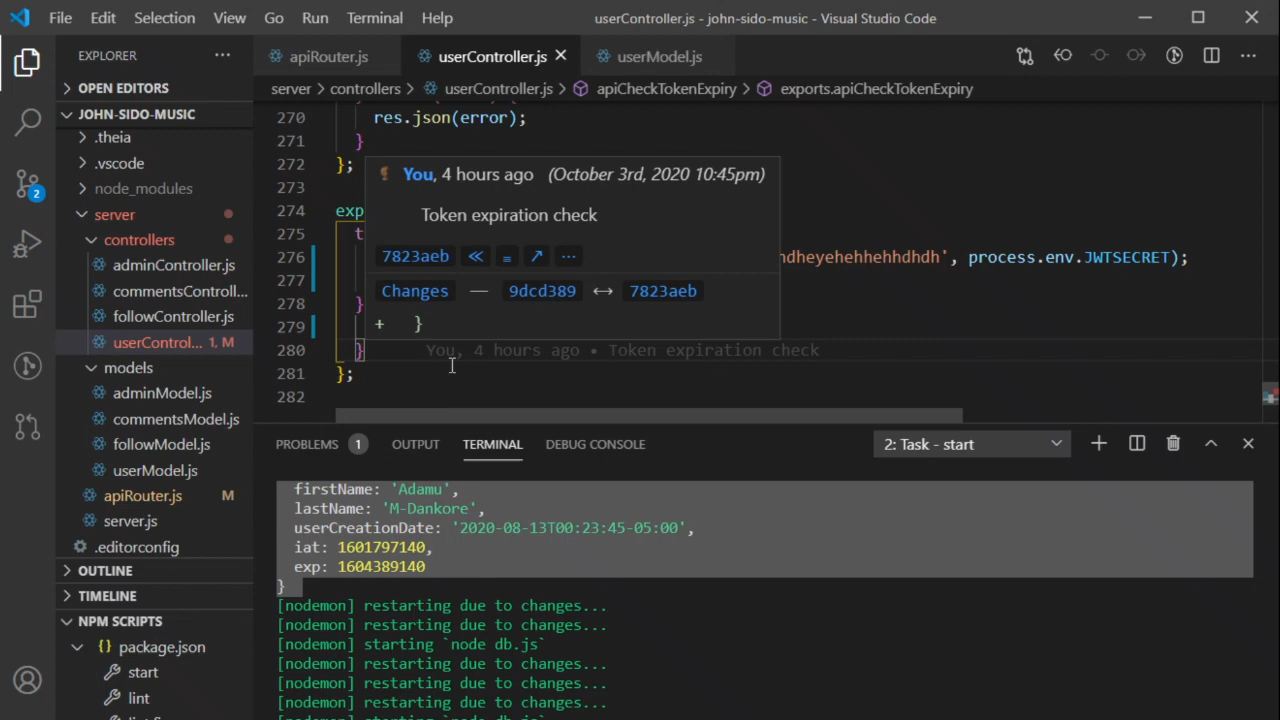 File Edit Selection View Go Run Terminal Help userController.js - john-sido-music - Visual Studio Code
EXPLORER
OPEN EDITORS
JOHN-SIDO-MUSIC
.theia
.vscode
node_modules
server
controllers
adminController.js
commentsControll...
followController.js
userControl... 1, M
models
adminModel.js
commentsModel.js
followModel.js
userModel.js
apiRouter.js M
server.js
.editorconfig
OUTLINE
TIMELINE
NPM SCRIPTS
package.json
start
lint
2
apiRouter.js userController.js userModel.js
server > controllers > userController.js > apiCheckTokenExpiry > exports.apiCheckTokenExpiry
270 res.json(error);
271 }
272 };
273
274 exp
275 t
276 ndheyehehhehhdhdh', process.env.JWTSECRET);
277
278 }
279
280 } You, 4 hours ago • Token expiration check
281 };
282
You, 4 hours ago (October 3rd, 2020 10:45pm)
Token expiration check
7823aeb
Changes — 9dcd389 ↔ 7823aeb
+ }
PROBLEMS 1 OUTPUT TERMINAL DEBUG CONSOLE 2: Task - start
firstName: 'Adamu',
lastName: 'M-Dankore',
userCreationDate: '2020-08-13T00:23:45-05:00',
iat: 1601797140,
exp: 1604389140
}
[nodemon] restarting due to changes...
[nodemon] restarting due to changes...
[nodemon] starting `node db.js`
[nodemon] restarting due to changes...
[nodemon] restarting due to changes...
[nodemon] restarting due to changes...